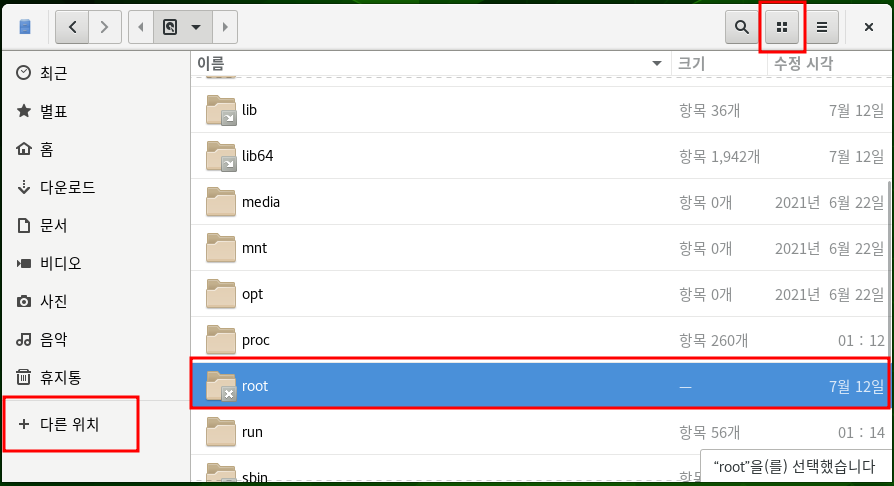 이름 크기 수정 시각
최근
별표
홈
다운로드
문서
비디오
사진
음악
휴지통
다른 위치
lib 항목 36개 7월 12일
lib64 항목 1,942개 7월 12일
media 항목 0개 2021년 6월 22일
mnt 항목 0개 2021년 6월 22일
opt 항목 0개 2021년 6월 22일
proc 항목 260개 01 : 12
root — 7월 12일
run 항목 56개 01 : 14
sbin
“root”을(를) 선택했습니다